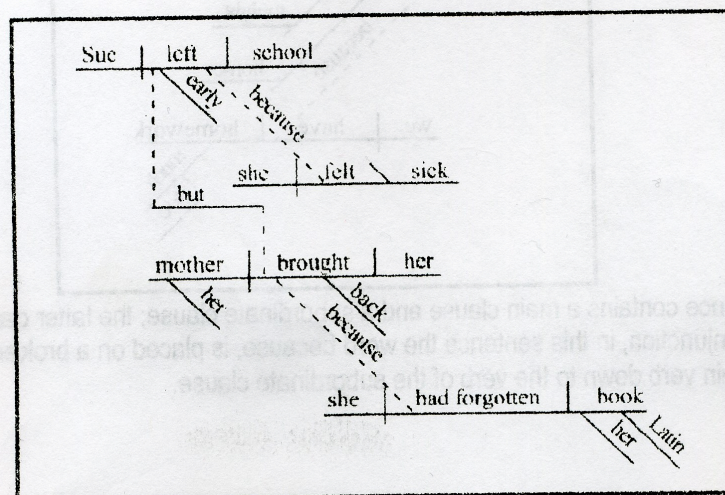 Sue left school
early because
she felt sick
but
mother brought her
her back
because
she had forgotten book
her Latin